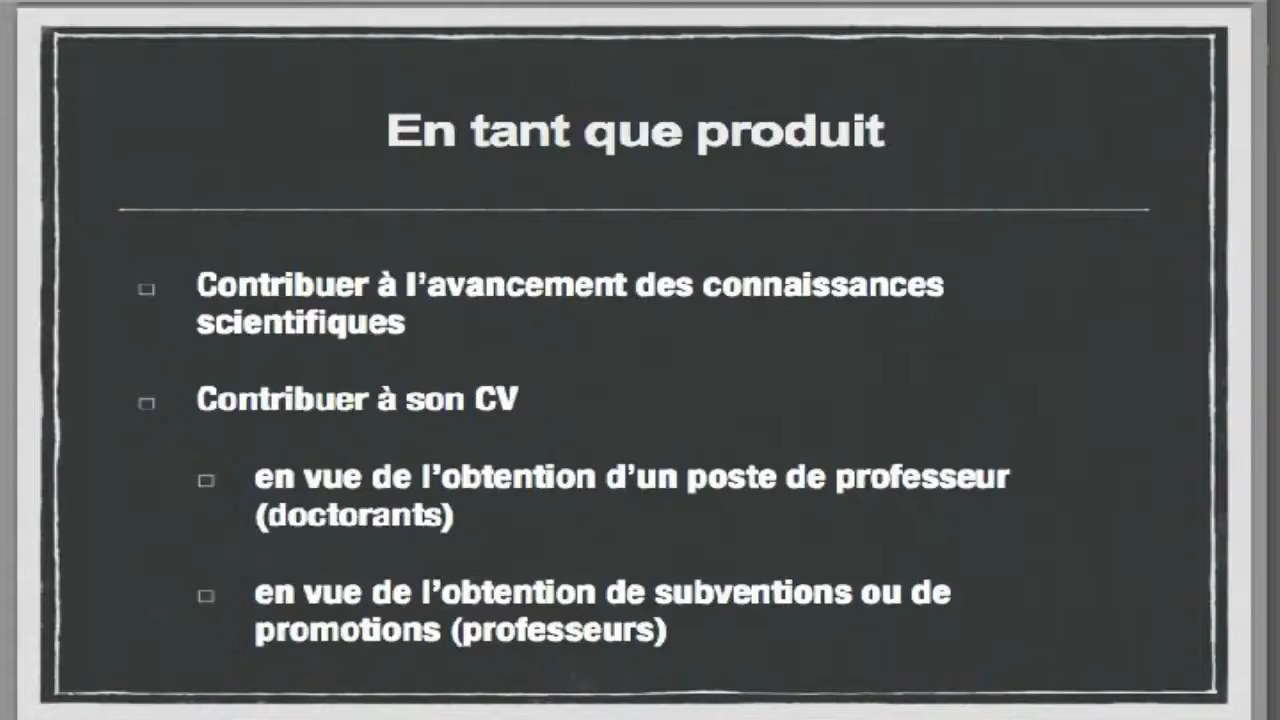 En tant que produit
Contribuer à l'avancement des connaissances
scientifiques
Contribuer à son CV
en vue de l'obtention d'un poste de professeur
(doctorants)
en vue de l'obtention de subventions ou de
promotions (professeurs)